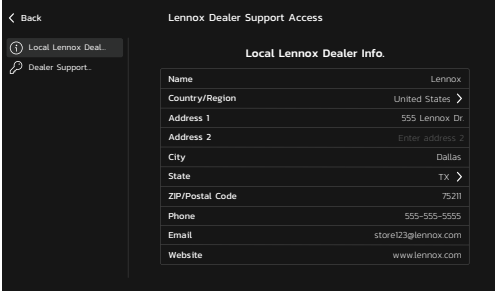 Back
Lennox Dealer Support Access
Local Lennox Deal..
Dealer Support..
Local Lennox Dealer Info.
Name Lennox
Country/Region United States
Address 1 555 Lennox Dr.
Address 2 Enter address 2
City Dallas
State TX
ZIP/Postal Code 75211
Phone 555-555-5555
Email store123@lennox.com
Website www.lennox.com